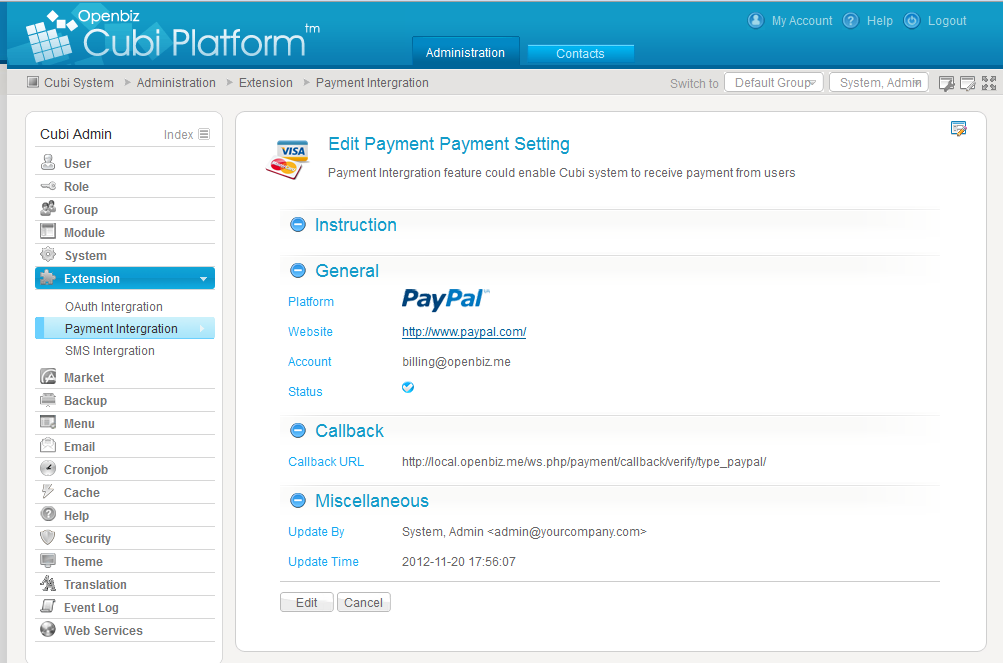 Openbiz
Cubi Platform™
My Account Help Logout
Administration Contacts
Cubi System Administration Extension Payment Intergration
Switch to Default Group System, Admin
Cubi Admin Index
User
Role
Group
Module
System
Extension
OAuth Intergration
Payment Intergration
SMS Intergration
Market
Backup
Menu
Email
Cronjob
Cache
Help
Security
Theme
Translation
Event Log
Web Services
VISA
MasterCard
Edit Payment Payment Setting
Payment Intergration feature could enable Cubi system to receive payment from users
Instruction
General
Platform PayPal
Website http://www.paypal.com/
Account billing@openbiz.me
Status
Callback
Callback URL http://local.openbiz.me/ws.php/payment/callback/verify/type_paypal/
Miscellaneous
Update By System, Admin <admin@yourcompany.com>
Update Time 2012-11-20 17:56:07
Edit Cancel